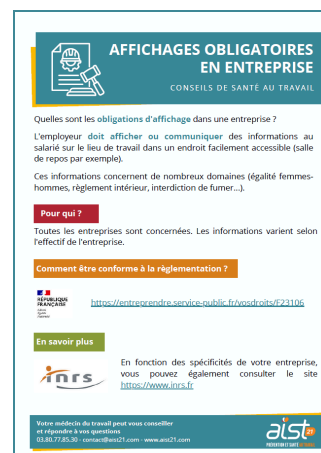 AFFICHAGES OBLIGATOIRES
EN ENTREPRISE
CONSEILS DE SANTÉ AU TRAVAIL
Quelles sont les obligations d'affichage dans une entreprise ?
L'employeur doit afficher ou communiquer des informations au
salarié sur le lieu de travail dans un endroit facilement accessible (salle
de repos par exemple).
Ces informations concernent de nombreux domaines (égalité femmes-
hommes, règlement intérieur, interdiction de fumer...).
Pour qui ?
Toutes les entreprises sont concernées. Les informations varient selon
l'effectif de l'entreprise.
Comment être conforme à la règlementation ?
RÉPUBLIQUE
FRANÇAISE
https://entreprendre.service-public.fr/vosdroits/F23106
En savoir plus
inrs
En fonction des spécificités de votre entreprise,
vous pouvez également consulter le site
https://www.inrs.fr
Votre médecin du travail peut vous conseiller
et répondre à vos questions
03.80.77.85.30 - contact@aist21.com - www.aist21.com
aist 21
PRÉVENTION ET SANTÉ AU TRAVAIL